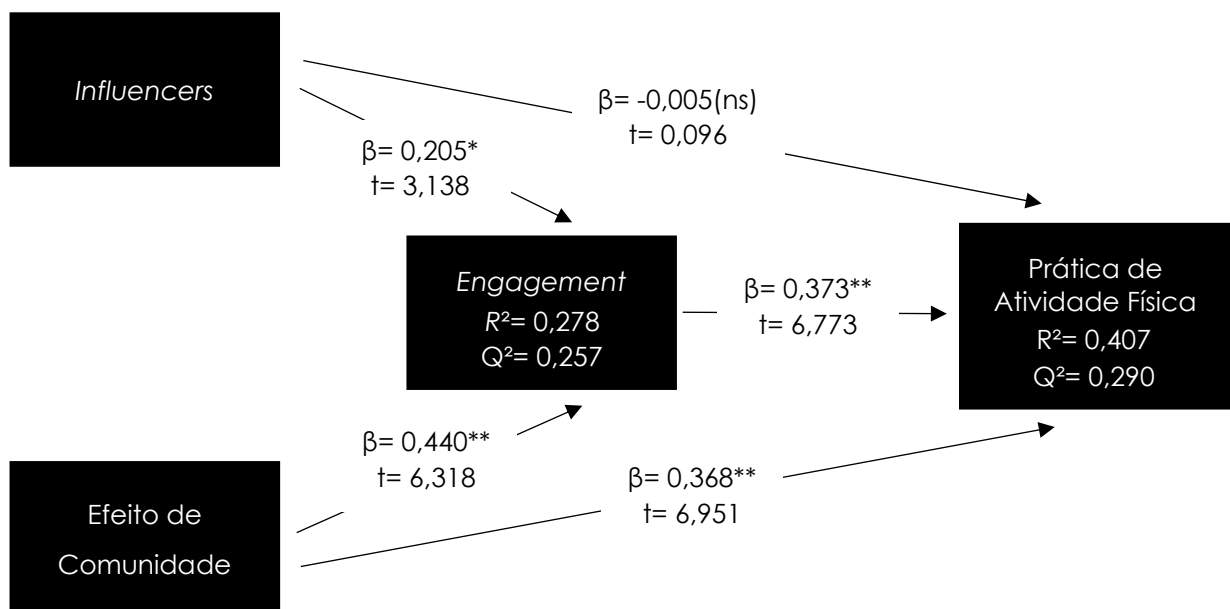 Influencers
β= -0,005(ns)
t= 0,096
β= 0,205*
t= 3,138
Engagement
R²= 0,278
Q²= 0,257
β= 0,373**
t= 6,773
Prática de
Atividade Física
R²= 0,407
Q²= 0,290
β= 0,440**
t= 6,318
β= 0,368**
t= 6,951
Efeito de
Comunidade